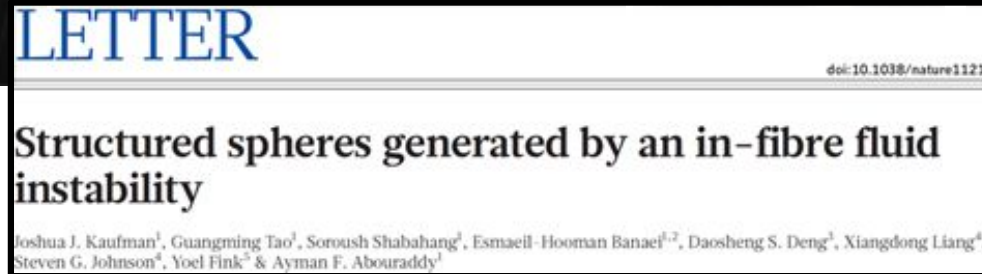 LETTER
doi:10.1038/nature1121
Structured spheres generated by an in-fibre fluid
instability
Joshua J. Kaufman¹, Guangming Tao¹, Soroush Shabahang¹, Esmaeil-Hooman Banaei¹,², Daosheng S. Deng³, Xiangdong Liang⁴
Steven G. Johnson⁴, Yoel Fink⁵ & Ayman F. Abouraddy¹